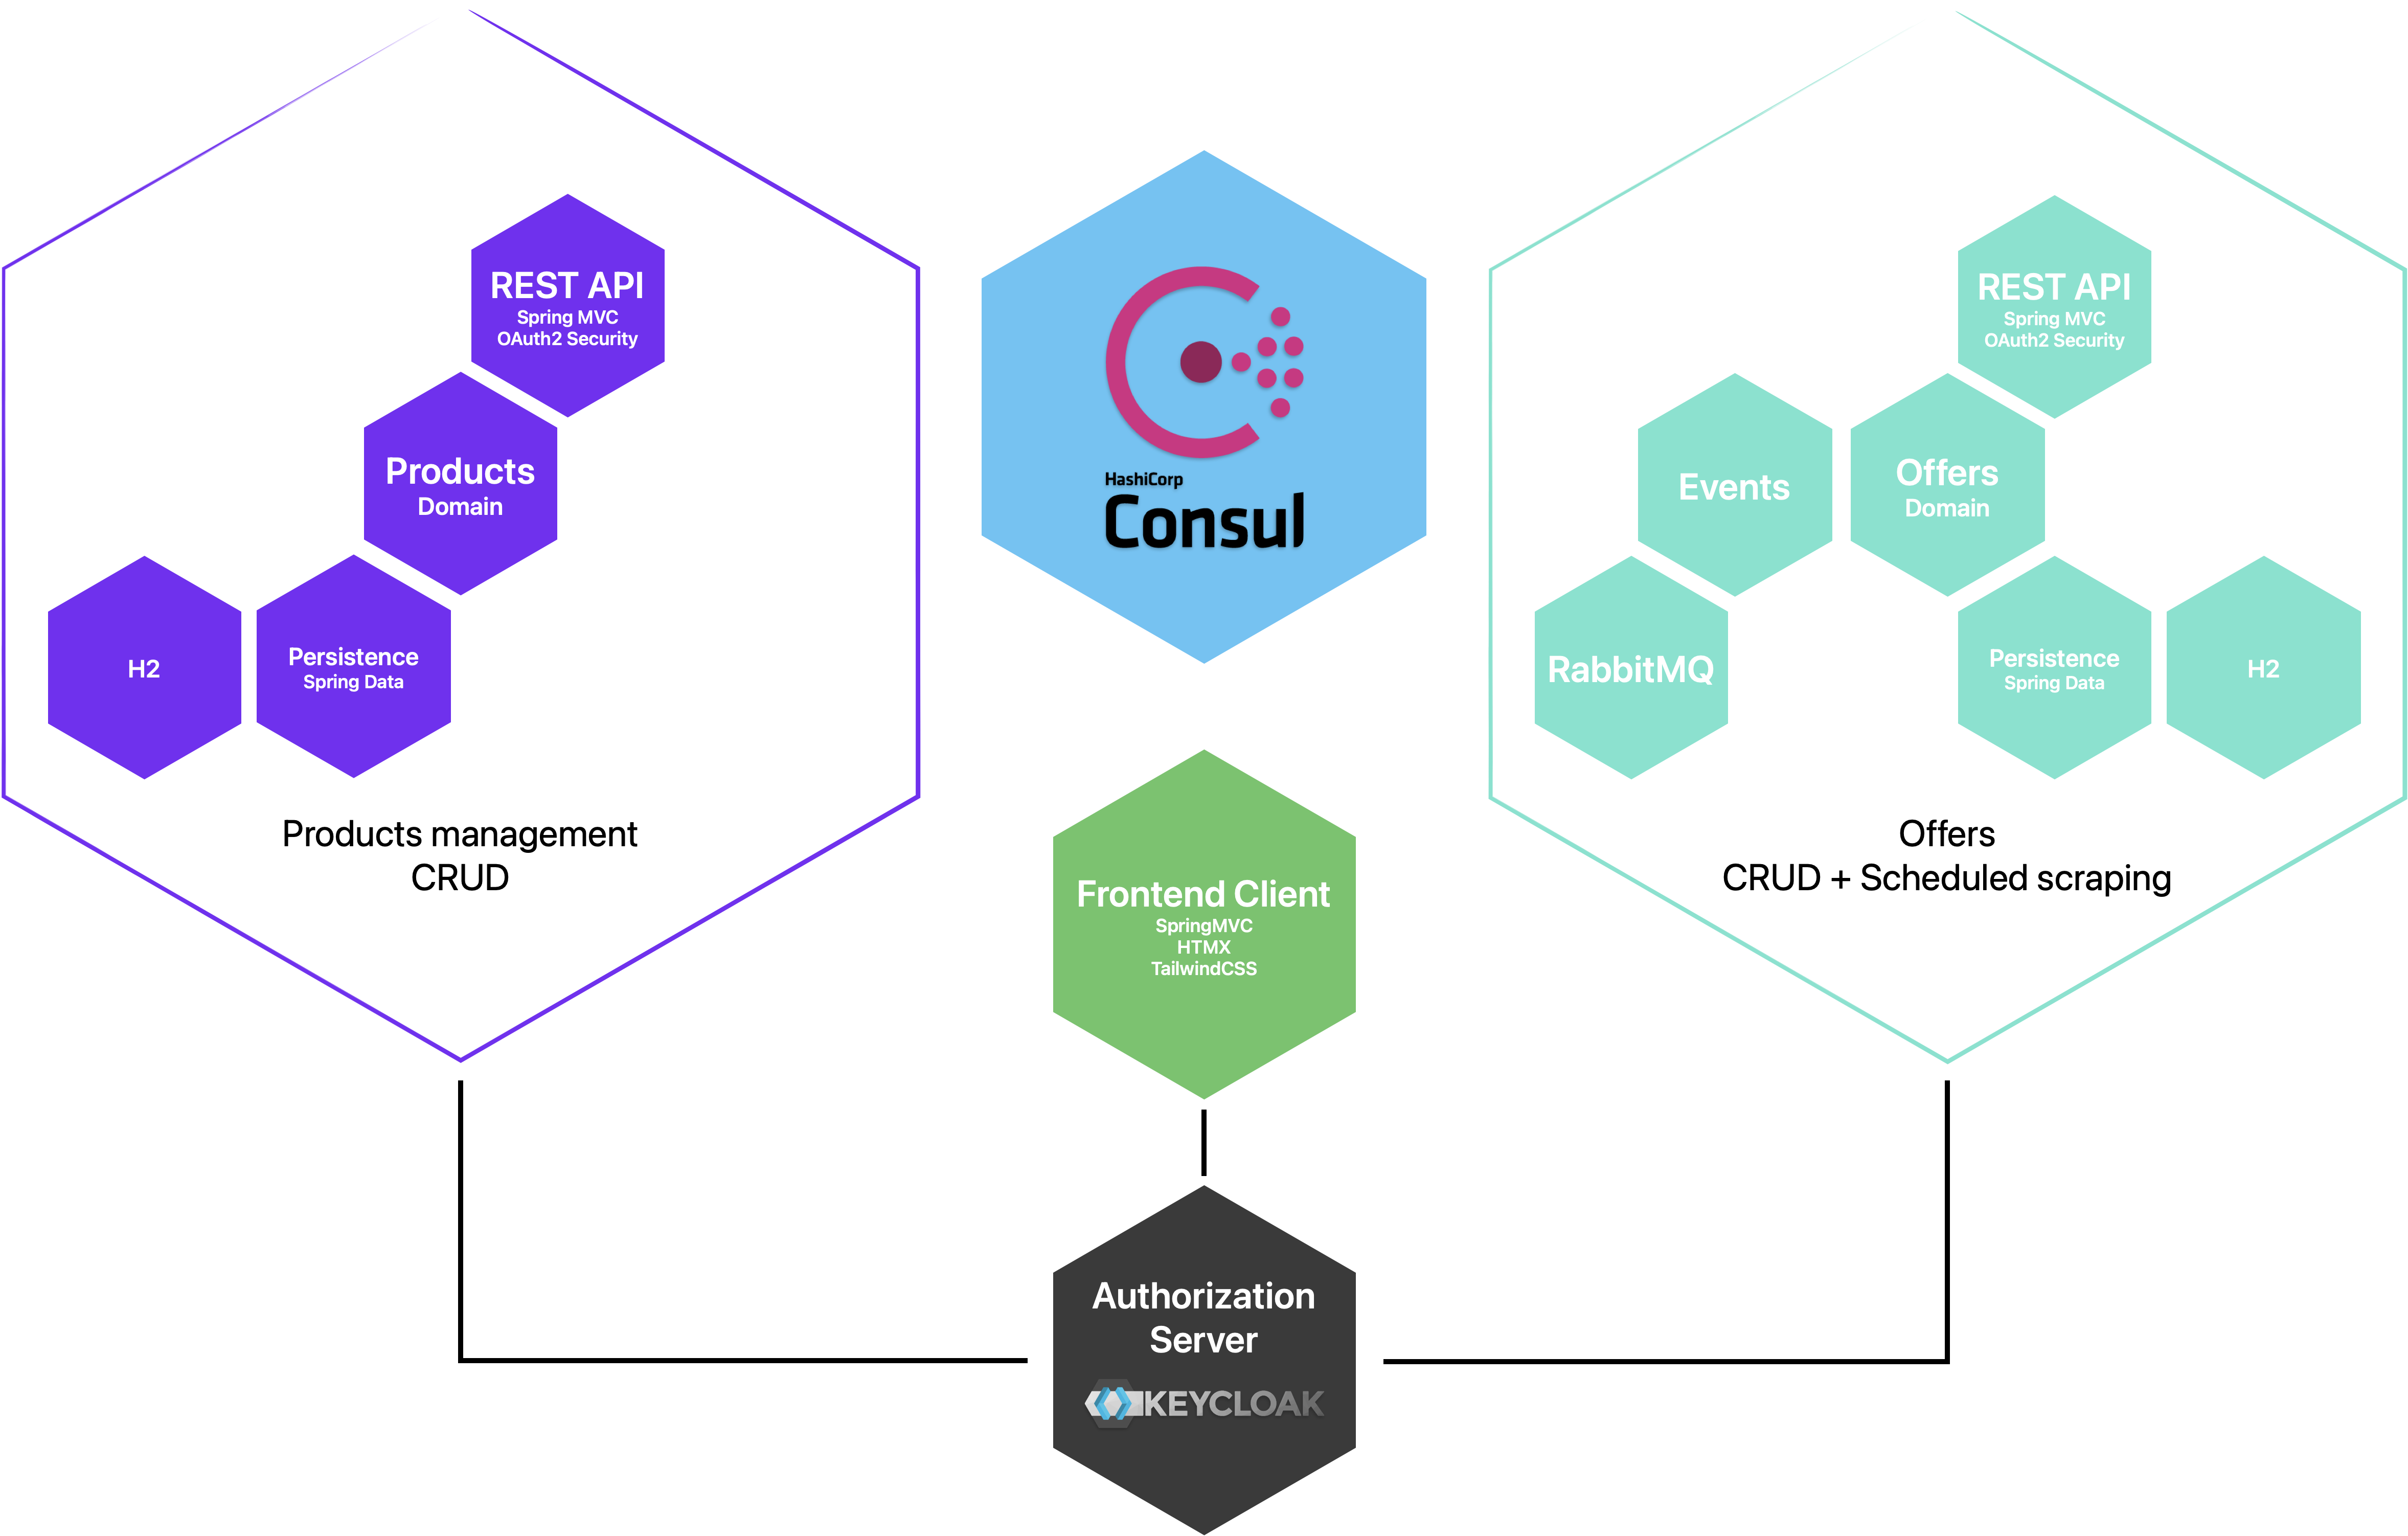 REST API
Spring MVC
OAuth2 Security
Products
Domain
H2
Persistence
Spring Data
Products management
CRUD
HashiCorp
Consul
Frontend Client
SpringMVC
HTMX
TailwindCSS
Authorization
Server
KEYCLOAK
REST API
Spring MVC
OAuth2 Security
Events
Offers
Domain
RabbitMQ
Persistence
Spring Data
H2
Offers
CRUD + Scheduled scraping